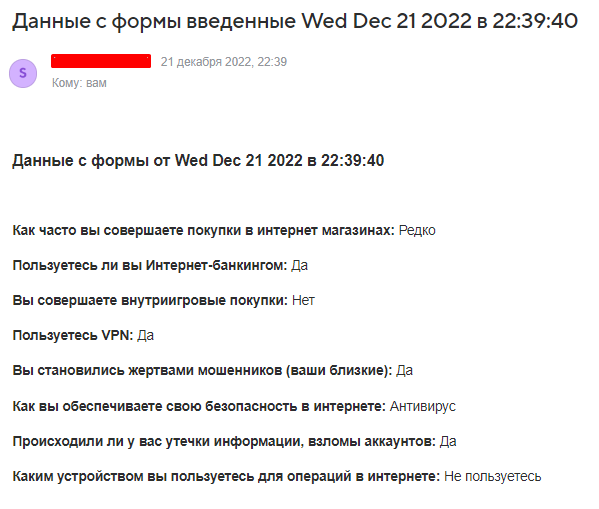 Данные с формы введенные Wed Dec 21 2022 в 22:39:40
S
21 декабря 2022, 22:39
Кому: вам
Данные с формы от Wed Dec 21 2022 в 22:39:40
Как часто вы совершаете покупки в интернет магазинах: Редко
Пользуетесь ли вы Интернет-банкингом: Да
Вы совершаете внутриигровые покупки: Нет
Пользуетесь VPN: Да
Вы становились жертвами мошенников (ваши близкие): Да
Как вы обеспечиваете свою безопасность в интернете: Антивирус
Происходили ли у вас утечки информации, взломы аккаунтов: Да
Каким устройством вы пользуетесь для операций в интернете: Не пользуетесь